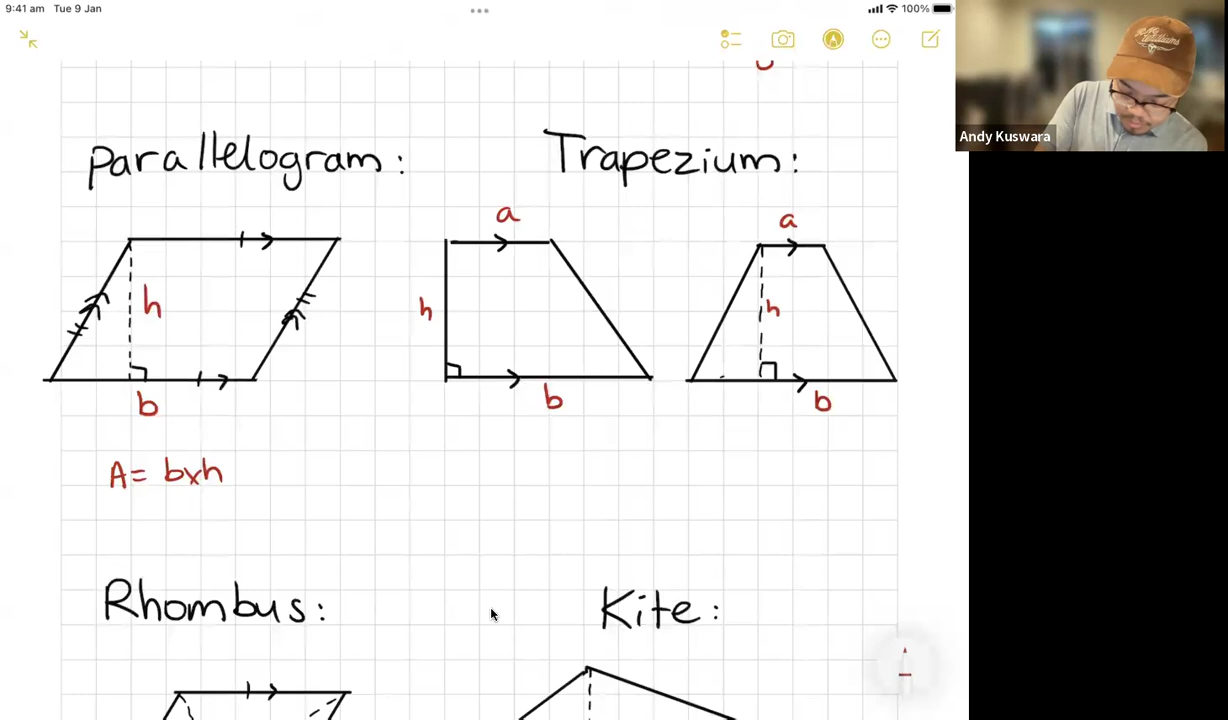 9:41 am Tue 9 Jan
100%
Andy Kuswara
Parallelogram:
Trapezium:
a
a
h
h
h
b
b
b
A= bxh
Rhombus:
Kite: